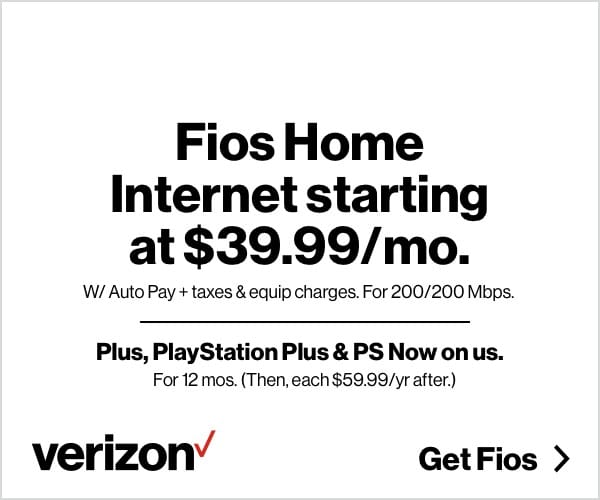 Fios Home
Internet starting
at $39.99/mo.
W/ Auto Pay + taxes & equip charges. For 200/200 Mbps.
Plus, PlayStation Plus & PS Now on us.
For 12 mos. (Then, each $59.99/yr after.)
verizon✓
Get Fios >